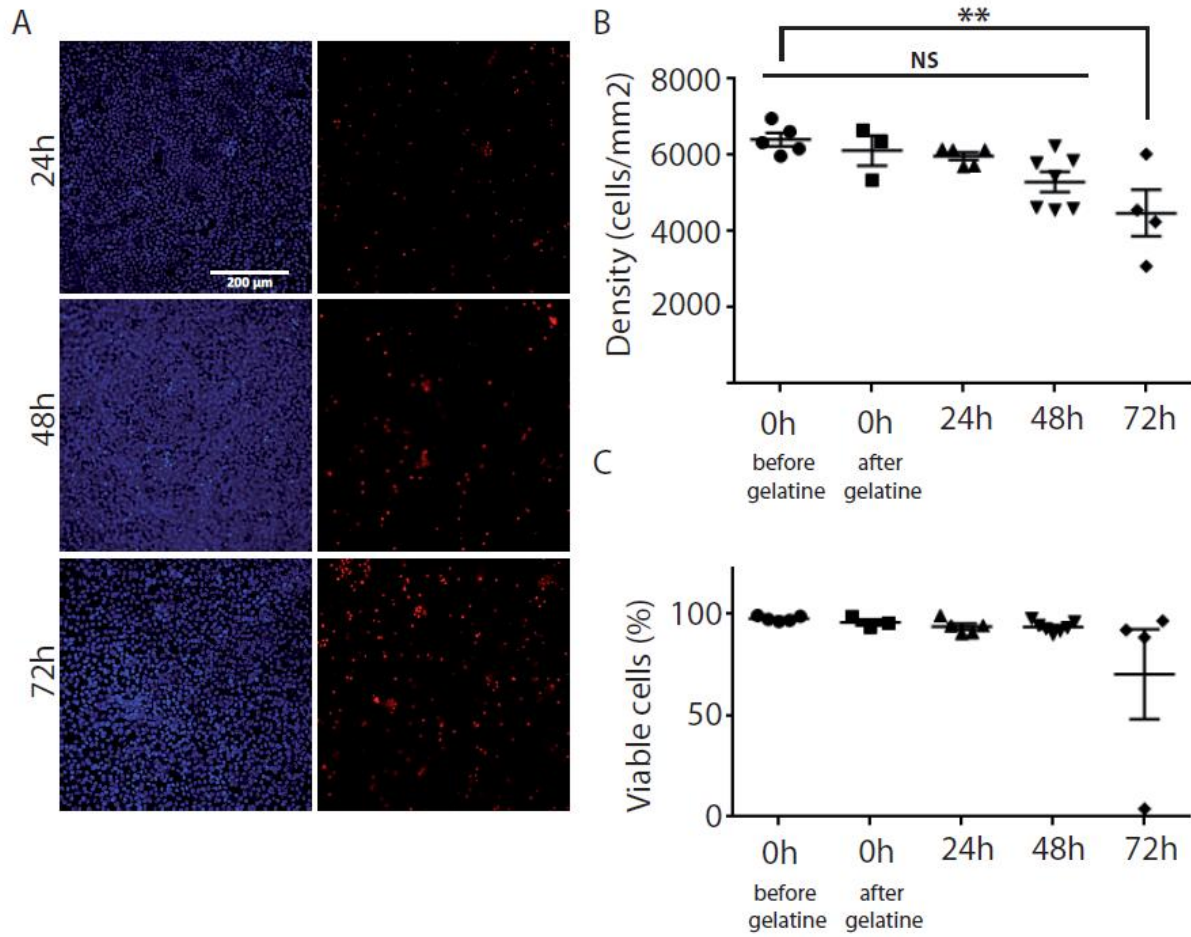 A
24h
200 µm
48h
72h
B
**
NS
Density (cells/mm2)
8000
6000
4000
2000
0h 0h 24h 48h 72h
before after
gelatine gelatine
C
Viable cells (%)
100
50
0
0h 0h 24h 48h 72h
before after
gelatine gelatine